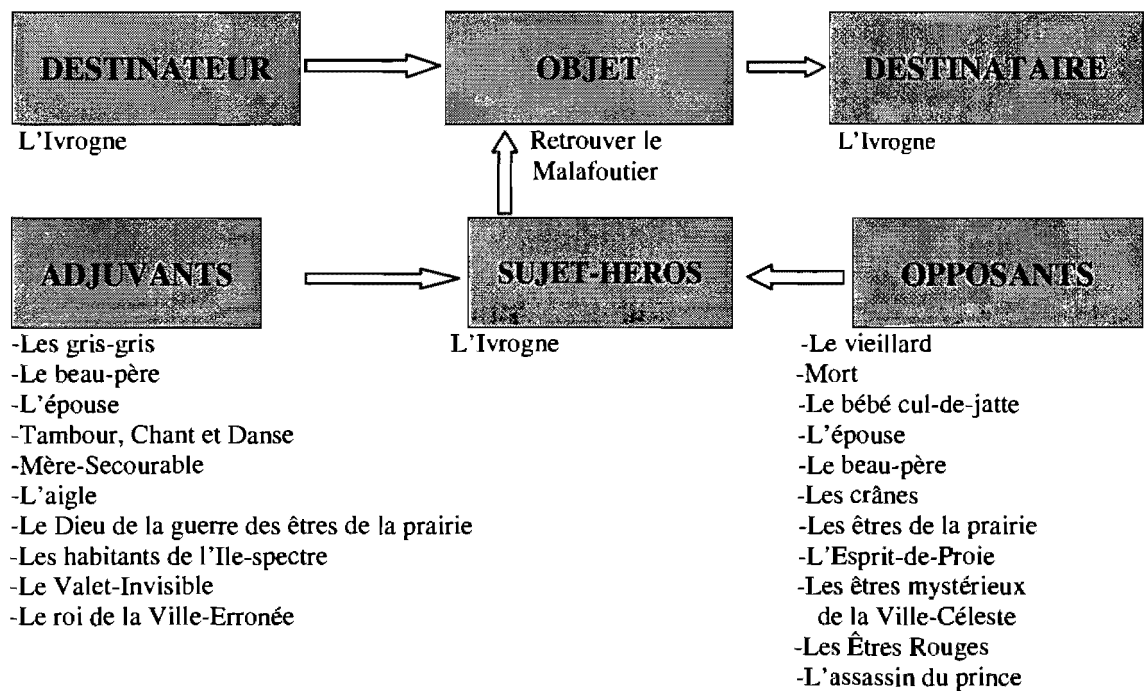 DESTINATEUR
OBJET
DESTINATAIRE
L'Ivrogne
Retrouver le
Malafoutier
L'Ivrogne
ADJUVANTS
SUJET-HEROS
OPPOSANTS
-Les gris-gris
-Le beau-père
-L'épouse
-Tambour, Chant et Danse
-Mère-Secourable
-L'aigle
-Le Dieu de la guerre des êtres de la prairie
-Les habitants de l'Ile-spectre
-Le Valet-Invisible
-Le roi de la Ville-Erronée
L'Ivrogne
-Le vieillard
-Mort
-Le bébé cul-de-jatte
-L'épouse
-Le beau-père
-Les crânes
-Les êtres de la prairie
-L'Esprit-de-Proie
-Les êtres mystérieux
de la Ville-Céleste
-Les Êtres Rouges
-L'assassin du prince